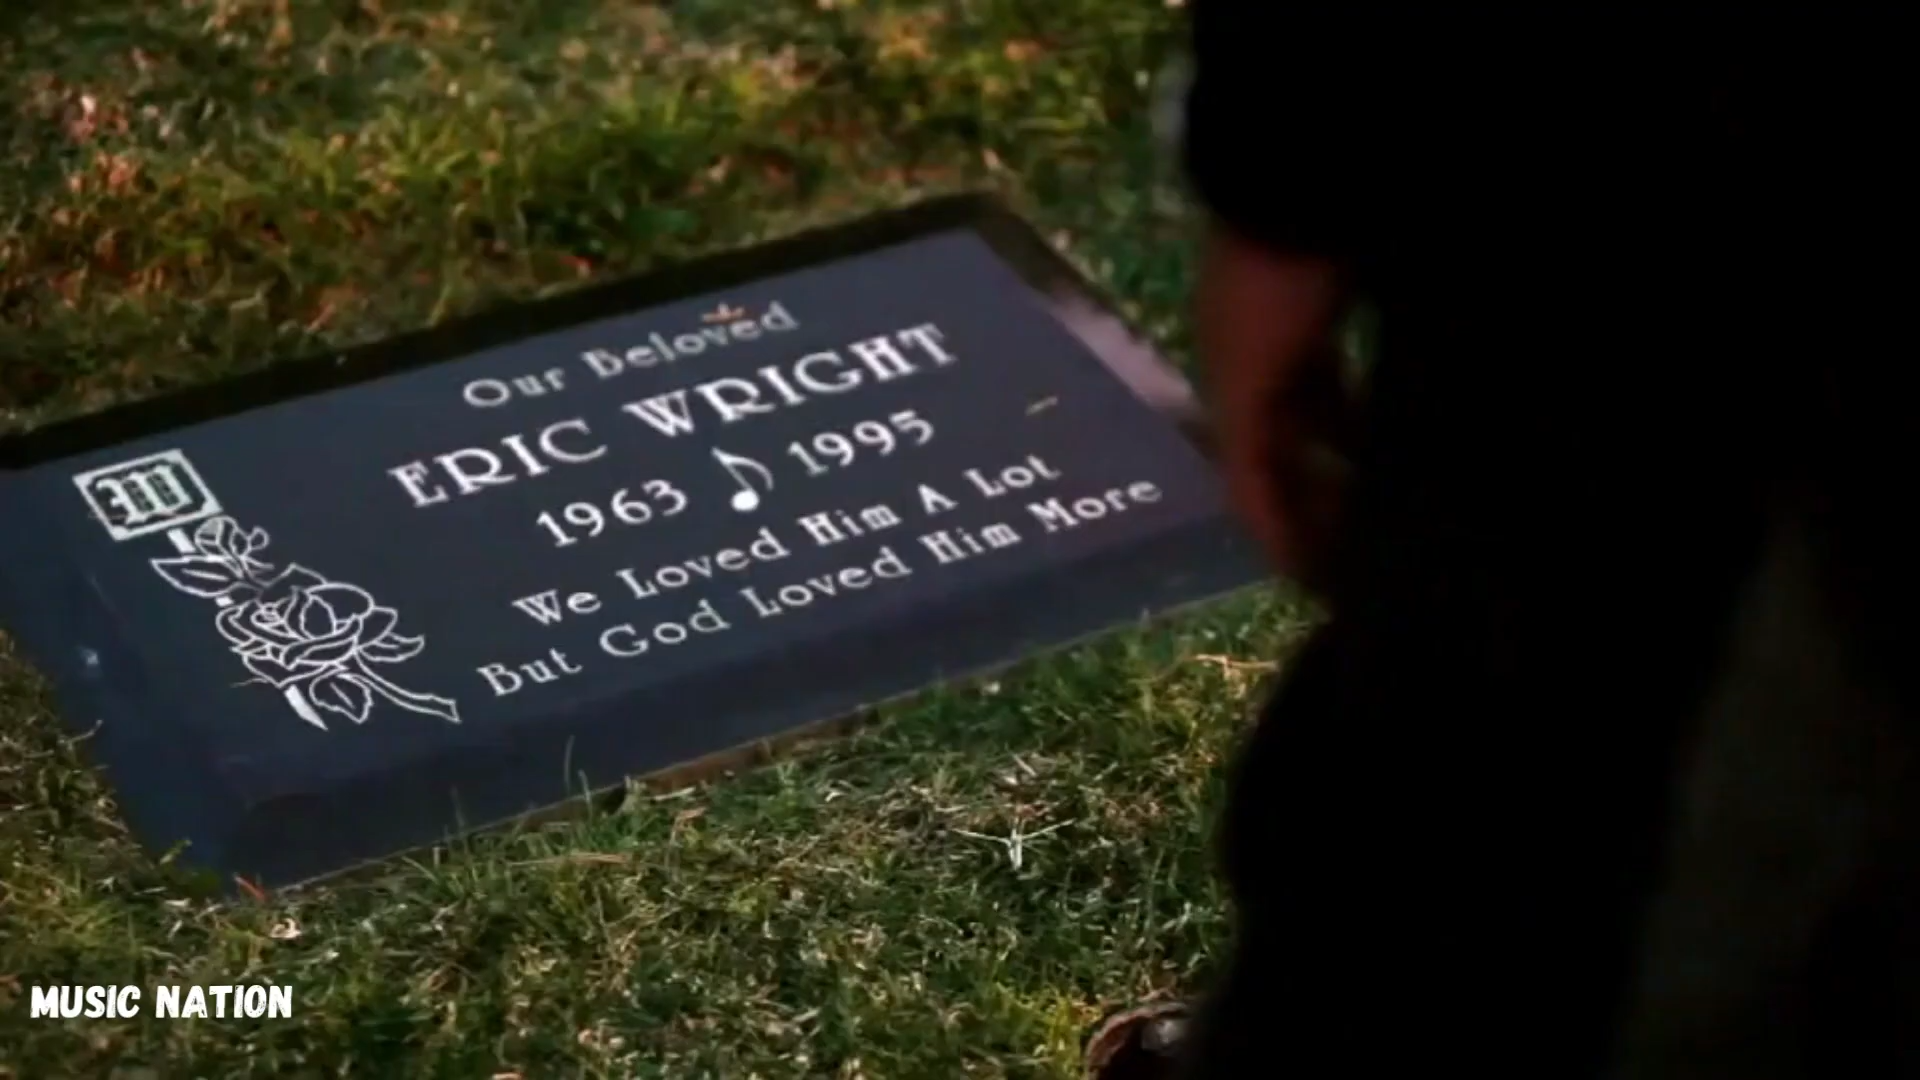 Our Beloved
ERIC WRIGHT
1963 1995
We Loved Him A Lot
But God Loved Him More
W
MUSIC NATION